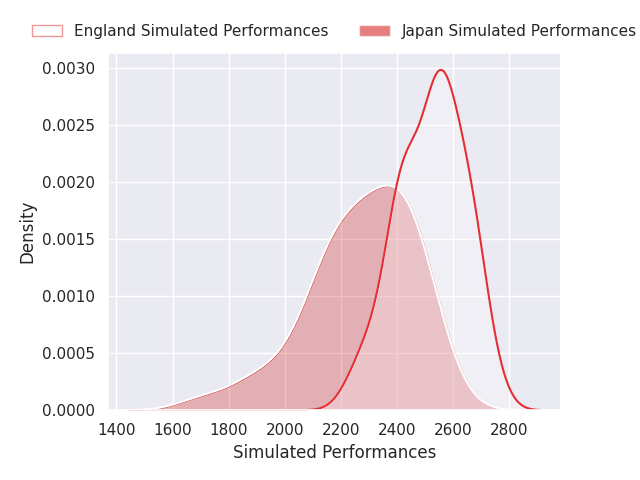 England Simulated Performances
Japan Simulated Performances
0.0030
0.0025
0.0020
0.0015
0.0010
0.0005
0.0000
Density
1400 1600 1800 2000 2200 2400 2600 2800
Simulated Performances